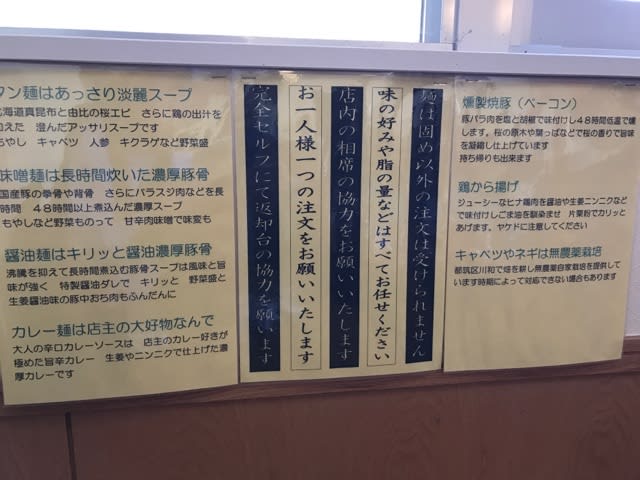 タン麺はあっさり淡麗スープ
北海道真昆布と由比の桜エビ さらに鶏の出汁を
加えた 澄んだアッサリスープです
もやし キャベツ 人参 キクラゲなど野菜盛
味噌麺は長時間炊いた濃厚豚骨
国産豚の拳骨や背骨 さらにバラスジ肉などを長
時間 48時間以上煮込んだ濃厚スープ
もやしなど野菜ものって 甘辛肉味噌で味変も
醤油麺はキリッと醤油濃厚豚骨
沸騰を抑えて長時間煮込む豚骨スープは風味と旨
味が強く 特製醤油ダレで キリッと 野菜盛と
生姜醤油味の豚中おち肉もふんだんに
カレー麺は店主の大好物なんで
大人の辛口カレーソースは 店主のカレー好きが
極めた旨辛カレー 生姜やニンニクで仕上げた濃
厚カレーです
麺は固め以外の注文は受けられません
味の好みや脂の量などはすべてお任せください
店内の相席の協力をお願いいたします
お一人様一つの注文をお願いいたします
完全セルフにて返却台の協力を願います
燻製焼豚(ベーコン)
豚バラ肉を塩と胡椒で味付けし48時間低温で燻
します。桜の原木や葉っぱなどで桜の香りで旨味
を凝縮し仕上げています
持ち帰りも出来ます
鶏から揚げ
ジューシーなヒナ鶏肉を醤油や生姜ニンニクなど
で味付けしごま油を馴染ませ 片栗粉でカリッと
あげます。ヤケドに注意してください
キャベツやネギは無農薬栽培
都筑区川和で畑を耕し無農薬自家栽培を提供して
います時期によって対応できない場合もあります